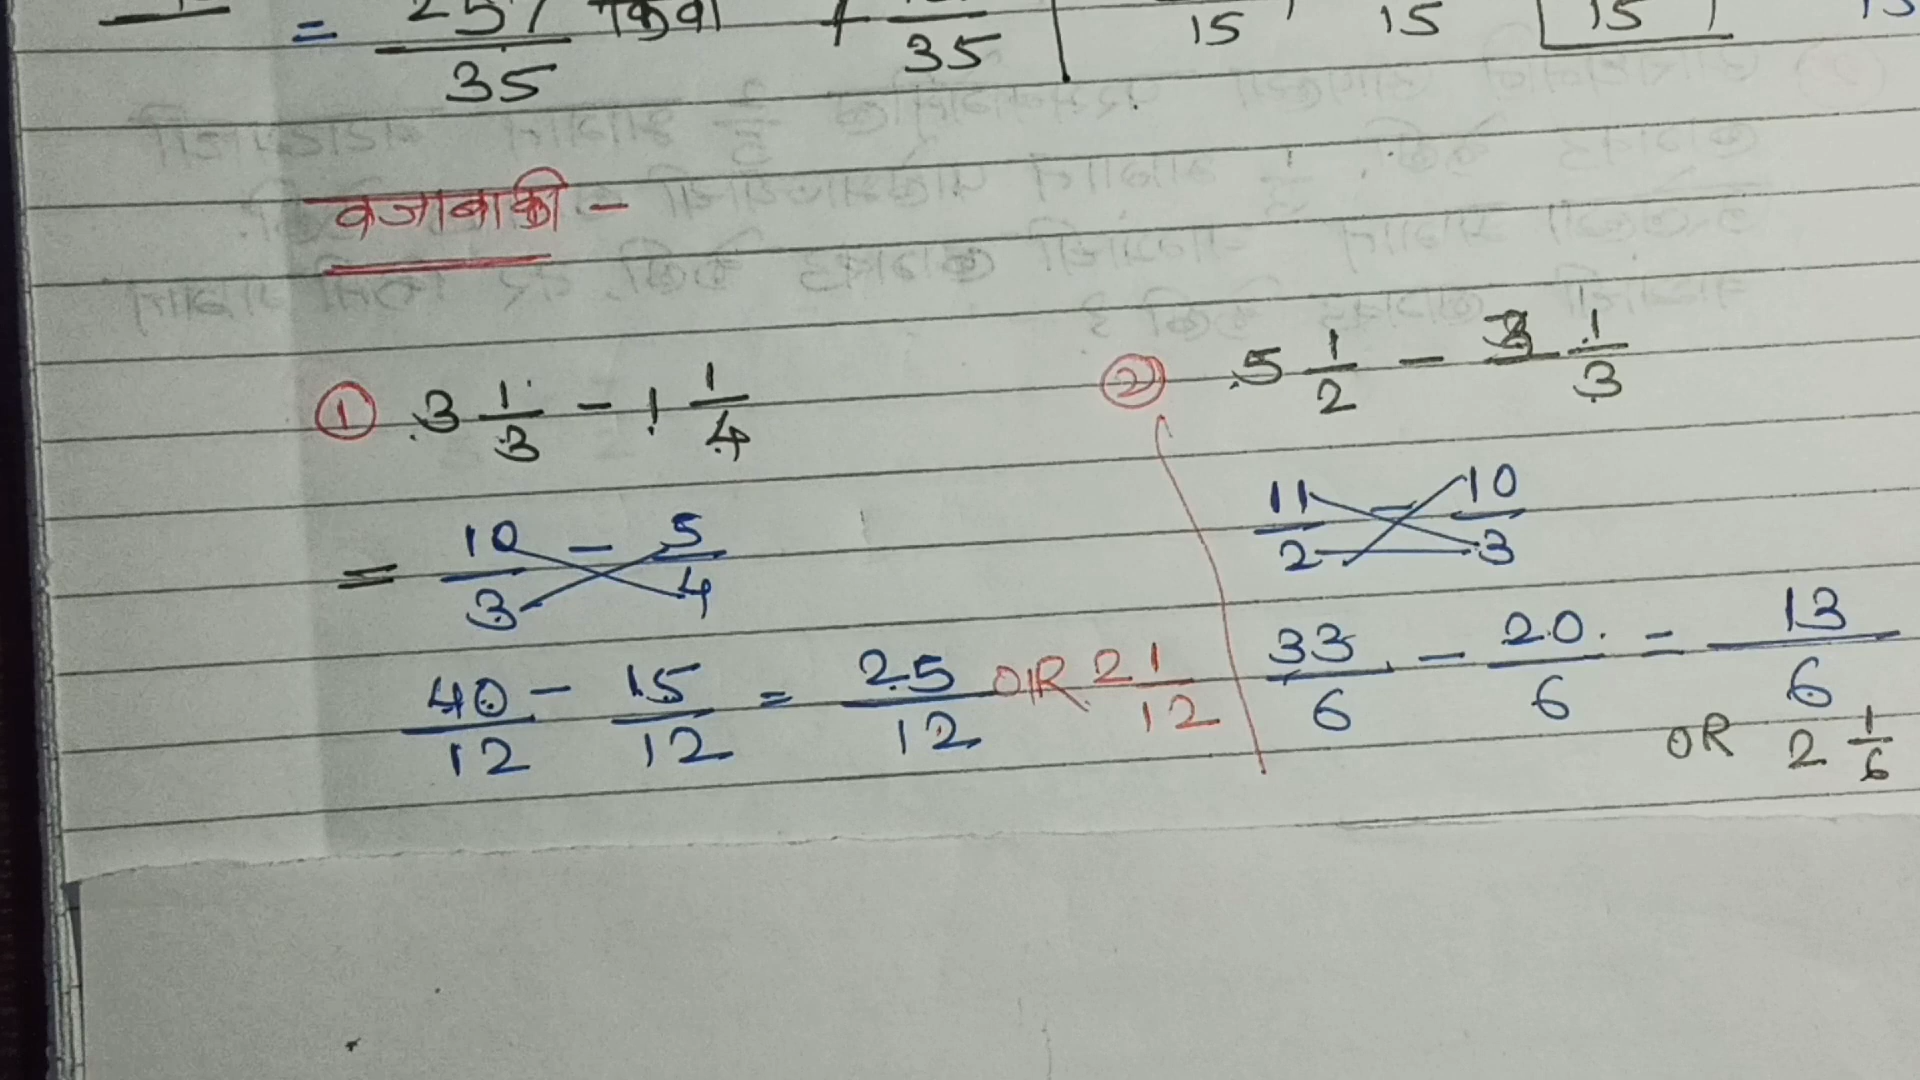 = 257/35 किंवा
35
15 15 15
वजाबाकी -
① 3 1/3 - 1 1/4
= 10/3 - 5/4
40/12 - 15/12 = 25/12 OR 2 1/12
② 5 1/2 - 3 1/3
11/2 - 10/3
33/6 - 20/6 = 13/6
OR 2 1/6